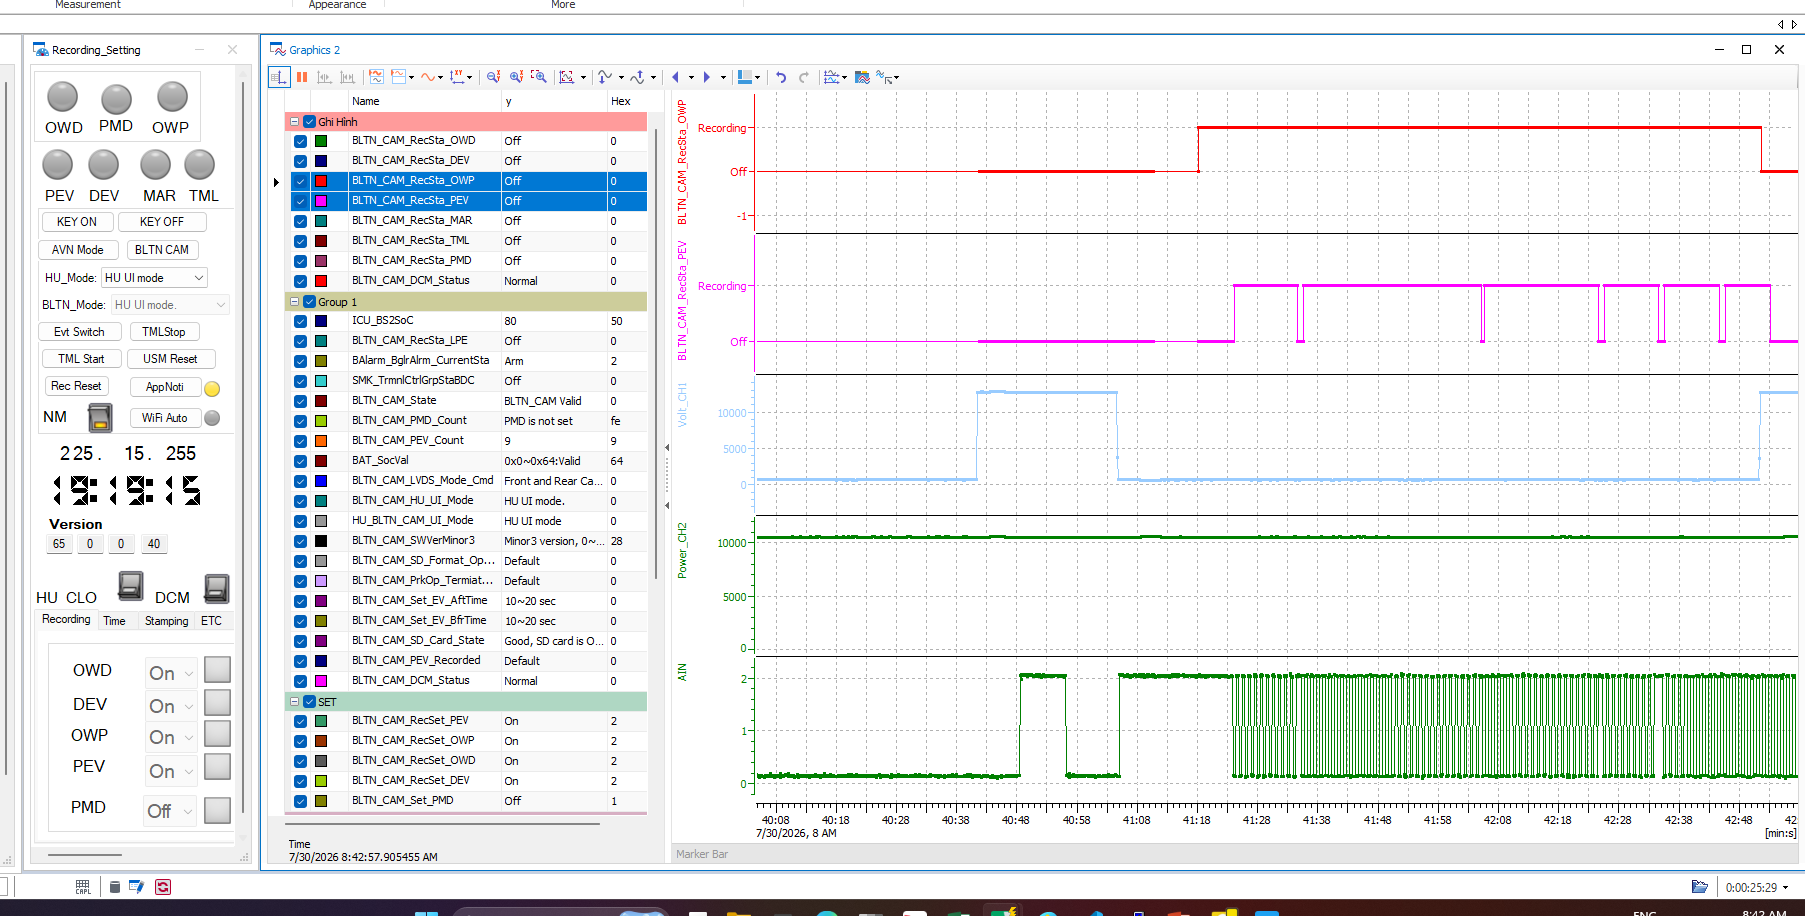 Measurement
Appearance
More
Recording_Setting
OWD PMD OWP
PEV DEV MAR TML
KEY ON KEY OFF
AVN Mode BLTN CAM
HU_Mode: HU UI mode
BLTN_Mode: HU UI mode.
Evt Switch TMLStop
TML Start USM Reset
Rec Reset AppNoti
NM WiFi Auto
225. 15. 255
19:19:15
Version
65 0 0 40
HU CLO DCM
Recording Time Stamping ETC
OWD On
DEV On
OWP On
PEV On
PMD Off
Graphics 2
Name y Hex
Ghi Hình
BLTN_CAM_RecSta_OWD Off 0
BLTN_CAM_RecSta_DEV Off 0
BLTN_CAM_RecSta_OWP Off 0
BLTN_CAM_RecSta_PEV Off 0
BLTN_CAM_RecSta_MAR Off 0
BLTN_CAM_RecSta_TML Off 0
BLTN_CAM_RecSta_PMD Off 0
BLTN_CAM_DCM_Status Normal 0
Group 1
ICU_BS2SoC 80 50
BLTN_CAM_RecSta_LPE Off 0
BAlarm_BglrAlrm_CurrentSta Arm 2
SMK_TrmnlCtrlGrpStaBDC Off 0
BLTN_CAM_State BLTN_CAM Valid 0
BLTN_CAM_PMD_Count PMD is not set fe
BLTN_CAM_PEV_Count 9 9
BAT_SocVal 0x0~0x64:Valid 64
BLTN_CAM_LVDS_Mode_Cmd Front and Rear Ca... 0
BLTN_CAM_HU_UI_Mode HU UI mode. 0
HU_BLTN_CAM_UI_Mode HU UI mode 0
BLTN_CAM_SWVerMinor3 Minor3 version, 0~... 28
BLTN_CAM_SD_Format_Op... Default 0
BLTN_CAM_PrkOp_Termiat... Default 0
BLTN_CAM_Set_EV_AftTime 10~20 sec 0
BLTN_CAM_Set_EV_BfrTime 10~20 sec 0
BLTN_CAM_SD_Card_State Good, SD card is O... 0
BLTN_CAM_PEV_Recorded Default 0
BLTN_CAM_DCM_Status Normal 0
SET
BLTN_CAM_RecSet_PEV On 2
BLTN_CAM_RecSet_OWP On 2
BLTN_CAM_RecSet_OWD On 2
BLTN_CAM_RecSet_DEV On 2
BLTN_CAM_Set_PMD Off 1
Time
7/30/2026 8:42:57.905455 AM
BLTN_CAM_RecSta_OWP
Recording
Off
-1
BLTN_CAM_RecSta_PEV
Recording
Off
Volt_CH1
10000
5000
0
Power_CH2
10000
5000
0
AIN
2
1
0
40:08 40:18 40:28 40:38 40:48 40:58 41:08 41:18 41:28 41:38 41:48 41:58 42:08 42:18 42:28 42:38 42:48 42:
7/30/2026, 8 AM
[min:s]
Marker Bar
CAPL
0:00:25:29
ENG
8:42 AM